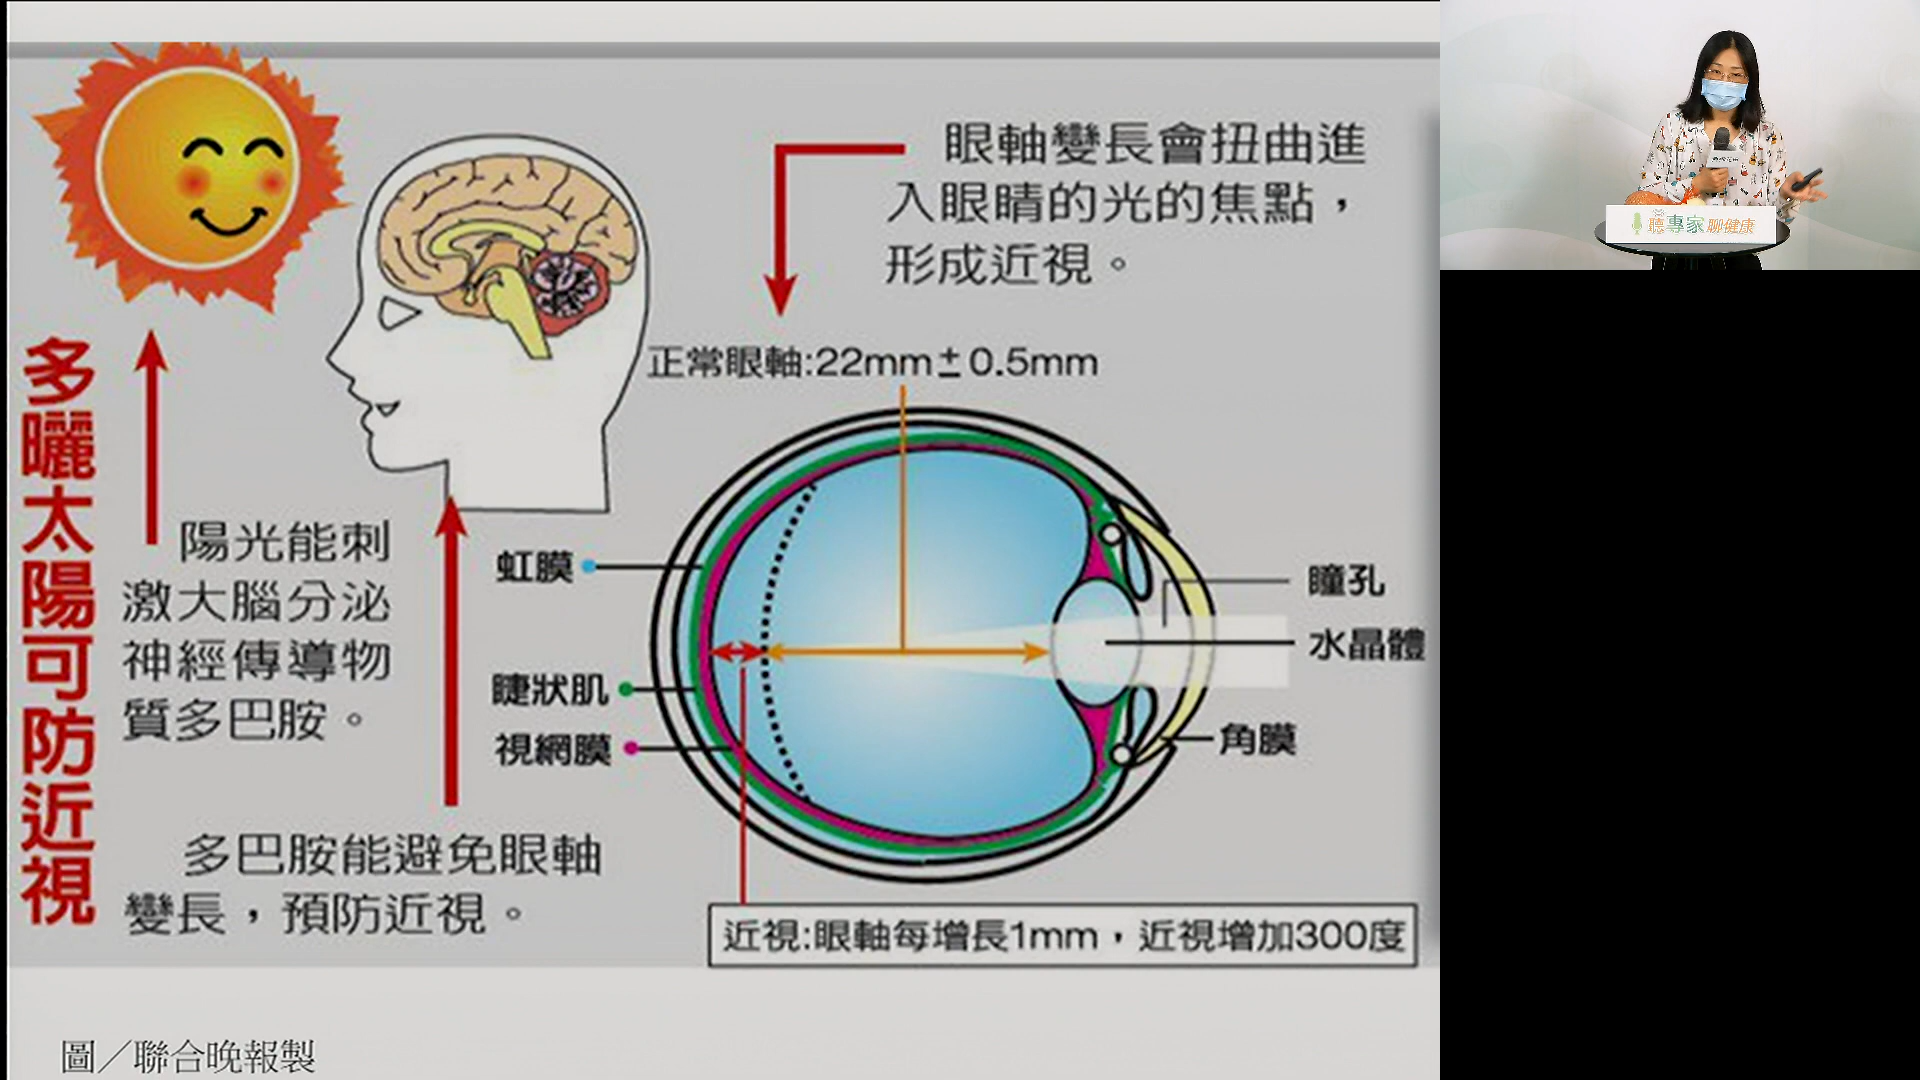 多曬太陽可防近視
陽光能刺
激大腦分泌
神經傳導物
質多巴胺。
多巴胺能避免眼軸
變長，預防近視。
眼軸變長會扭曲進
入眼睛的光的焦點，
形成近視。
正常眼軸:22mm±0.5mm
虹膜
睫狀肌
視網膜
瞳孔
水晶體
角膜
近視:眼軸每增長1mm，近視增加300度
圖／聯合晚報製
聽專家聊健康